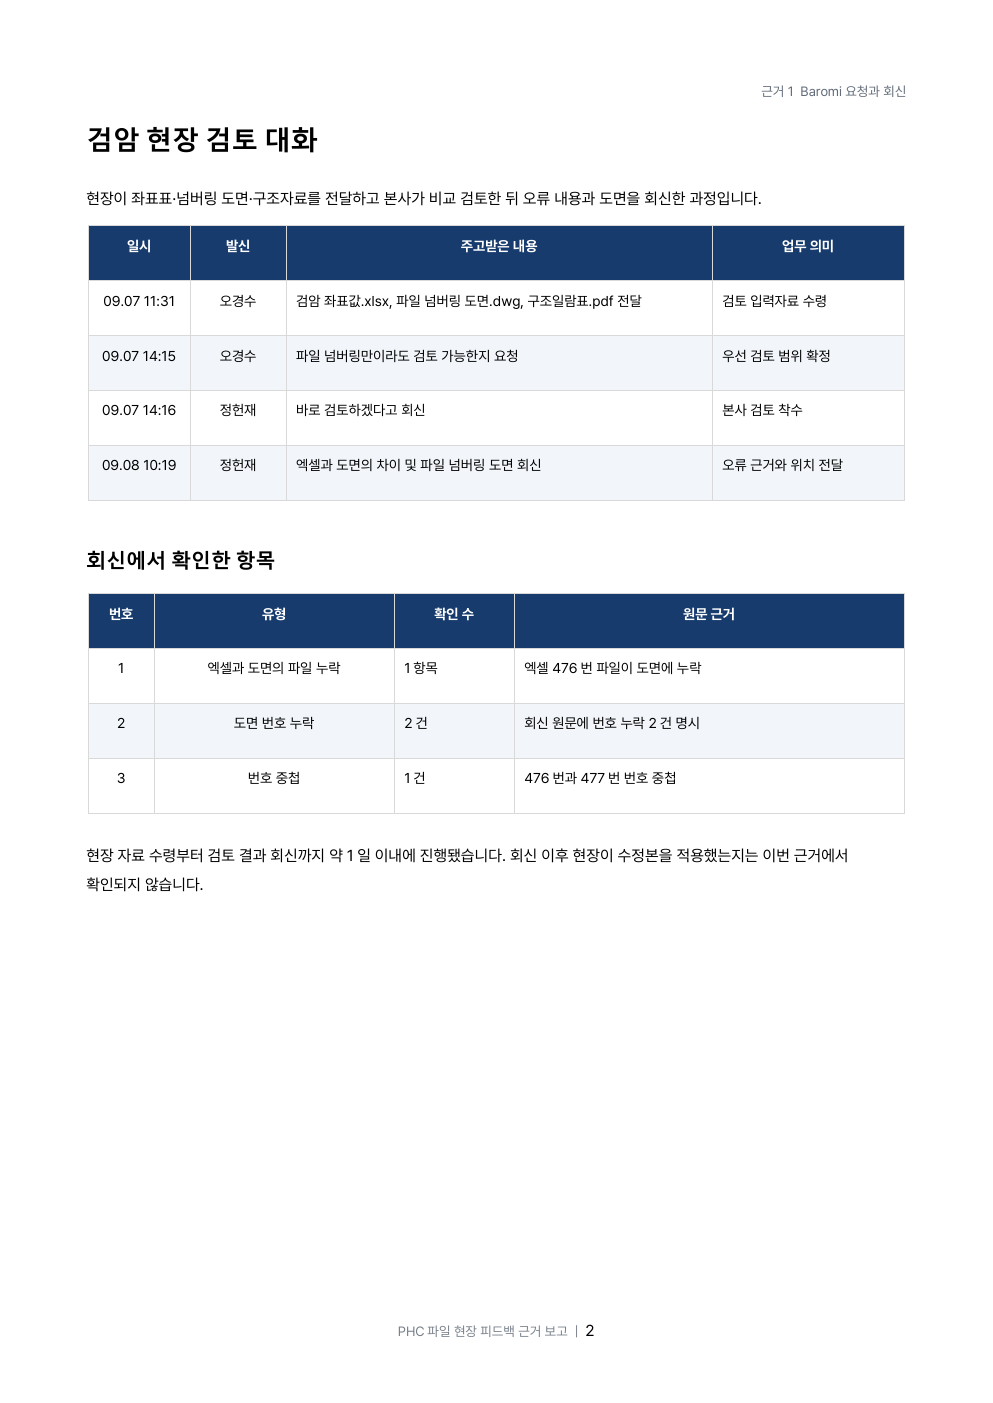 근거 1 Baromi 요청과 회신
검암 현장 검토 대화
현장이 좌표표·넘버링 도면·구조자료를 전달하고 본사가 비교 검토한 뒤 오류 내용과 도면을 회신한 과정입니다.
일시 발신 주고받은 내용 업무 의미
09.07 11:31 오경수 검암 좌표값.xlsx, 파일 넘버링 도면.dwg, 구조일람표.pdf 전달 검토 입력자료 수령
09.07 14:15 오경수 파일 넘버링만이라도 검토 가능한지 요청 우선 검토 범위 확정
09.07 14:16 정헌재 바로 검토하겠다고 회신 본사 검토 착수
09.08 10:19 정헌재 엑셀과 도면의 차이 및 파일 넘버링 도면 회신 오류 근거와 위치 전달
회신에서 확인한 항목
번호 유형 확인 수 원문 근거
1 엑셀과 도면의 파일 누락 1 항목 엑셀 476 번 파일이 도면에 누락
2 도면 번호 누락 2 건 회신 원문에 번호 누락 2 건 명시
3 번호 중첩 1 건 476 번과 477 번 번호 중첩
현장 자료 수령부터 검토 결과 회신까지 약 1 일 이내에 진행됐습니다. 회신 이후 현장이 수정본을 적용했는지는 이번 근거에서
확인되지 않습니다.
PHC 파일 현장 피드백 근거 보고 | 2